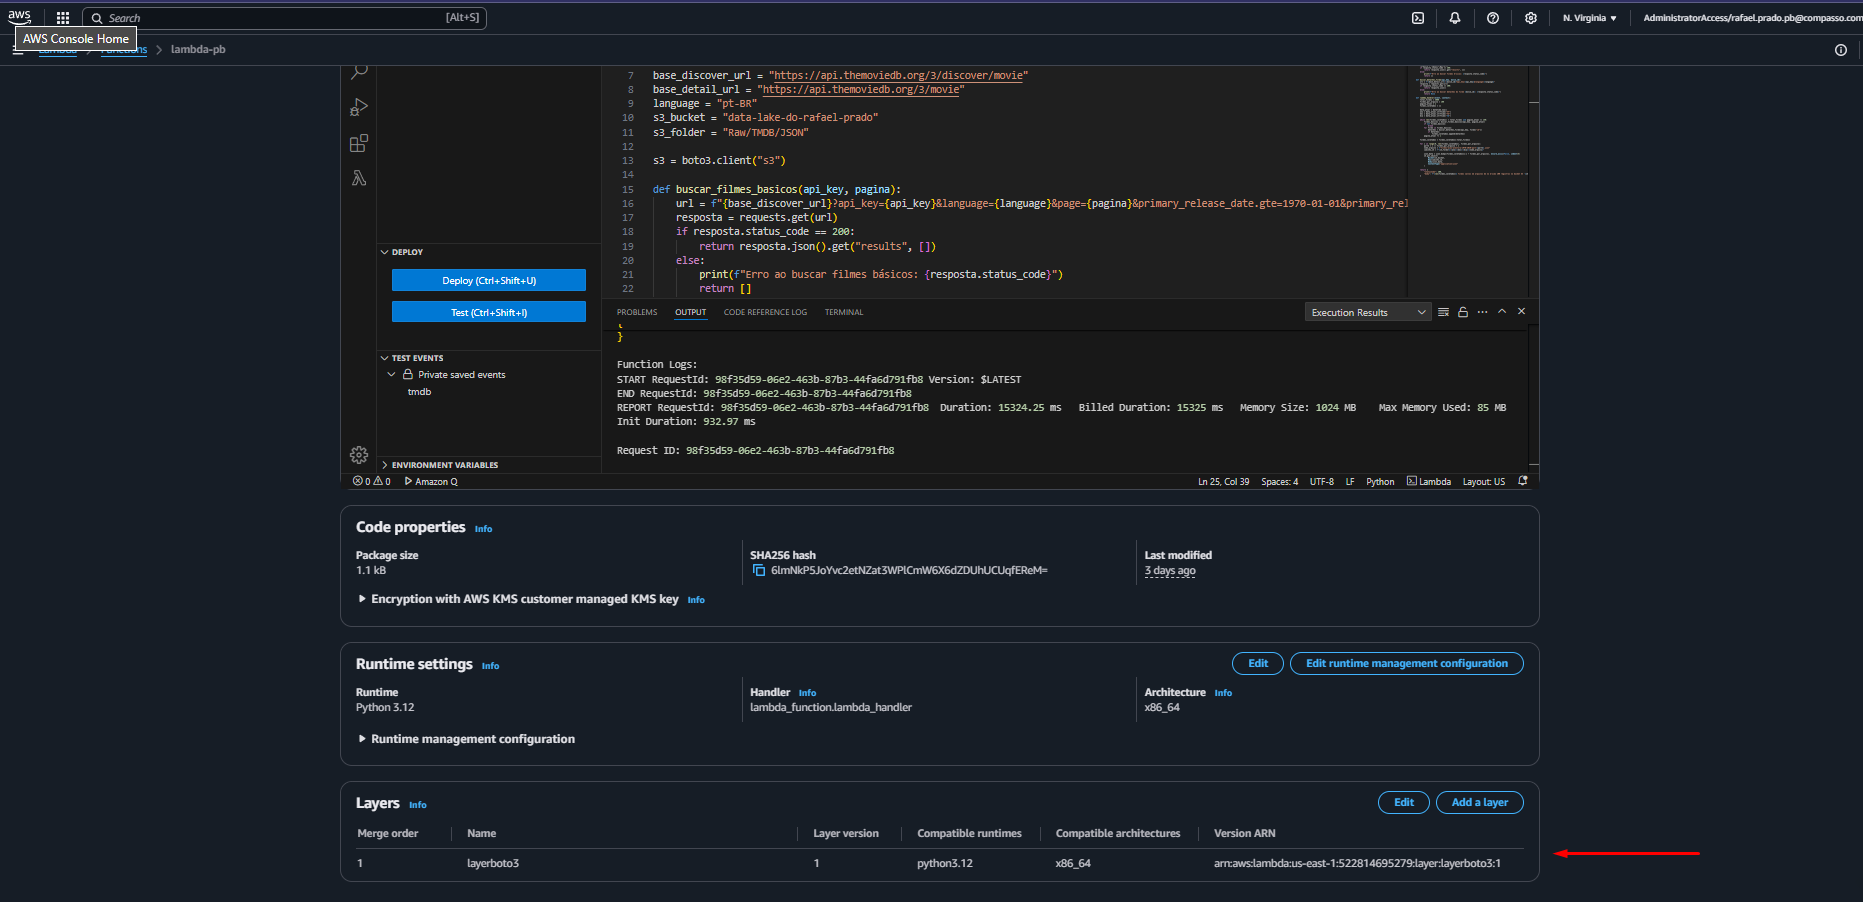 aws
Search
[Alt+S]
N. Virginia
AdministratorAccess/rafael.prado.pb@compasso.com
AWS Console Home
Lambda
Functions
lambda-pb
7 base_discover_url = "https://api.themoviedb.org/3/discover/movie"
8 base_detail_url = "https://api.themoviedb.org/3/movie"
9 language = "pt-BR"
10 s3_bucket = "data-lake-do-rafael-prado"
11 s3_folder = "Raw/TMDB/JSON"
12
13 s3 = boto3.client("s3")
14
15 def buscar_filmes_basicos(api_key, pagina):
16 url = f"{base_discover_url}?api_key={api_key}&language={language}&page={pagina}&primary_release_date.gte=1970-01-01&primary_rel
17 resposta = requests.get(url)
18 if resposta.status_code == 200:
19 return resposta.json().get("results", [])
20 else:
21 print(f"Erro ao buscar filmes básicos: {resposta.status_code}")
22 return []
DEPLOY
Deploy (Ctrl+Shift+U)
Test (Ctrl+Shift+I)
TEST EVENTS
Private saved events
tmdb
ENVIRONMENT VARIABLES
PROBLEMS OUTPUT CODE REFERENCE LOG TERMINAL
Execution Results
}
Function Logs:
START RequestId: 98f35d59-06e2-463b-87b3-44fa6d791fb8 Version: $LATEST
END RequestId: 98f35d59-06e2-463b-87b3-44fa6d791fb8
REPORT RequestId: 98f35d59-06e2-463b-87b3-44fa6d791fb8 Duration: 15324.25 ms Billed Duration: 15325 ms Memory Size: 1024 MB Max Memory Used: 85 MB
Init Duration: 932.97 ms
Request ID: 98f35d59-06e2-463b-87b3-44fa6d791fb8
0 0 Amazon Q
Ln 25, Col 39 Spaces: 4 UTF-8 LF Python Lambda Layout: US
Code properties Info
Package size
1.1 kB
SHA256 hash
6lmNkP5JoYvc2etNZat3WPlCmW6X6dZDUhUCUqfEReM=
Last modified
3 days ago
Encryption with AWS KMS customer managed KMS key Info
Runtime settings Info
Edit
Edit runtime management configuration
Runtime
Python 3.12
Handler Info
lambda_function.lambda_handler
Architecture Info
x86_64
Runtime management configuration
Layers Info
Edit
Add a layer
Merge order Name Layer version Compatible runtimes Compatible architectures Version ARN
1 layerboto3 1 python3.12 x86_64 arn:aws:lambda:us-east-1:522814695279:layer:layerboto3:1